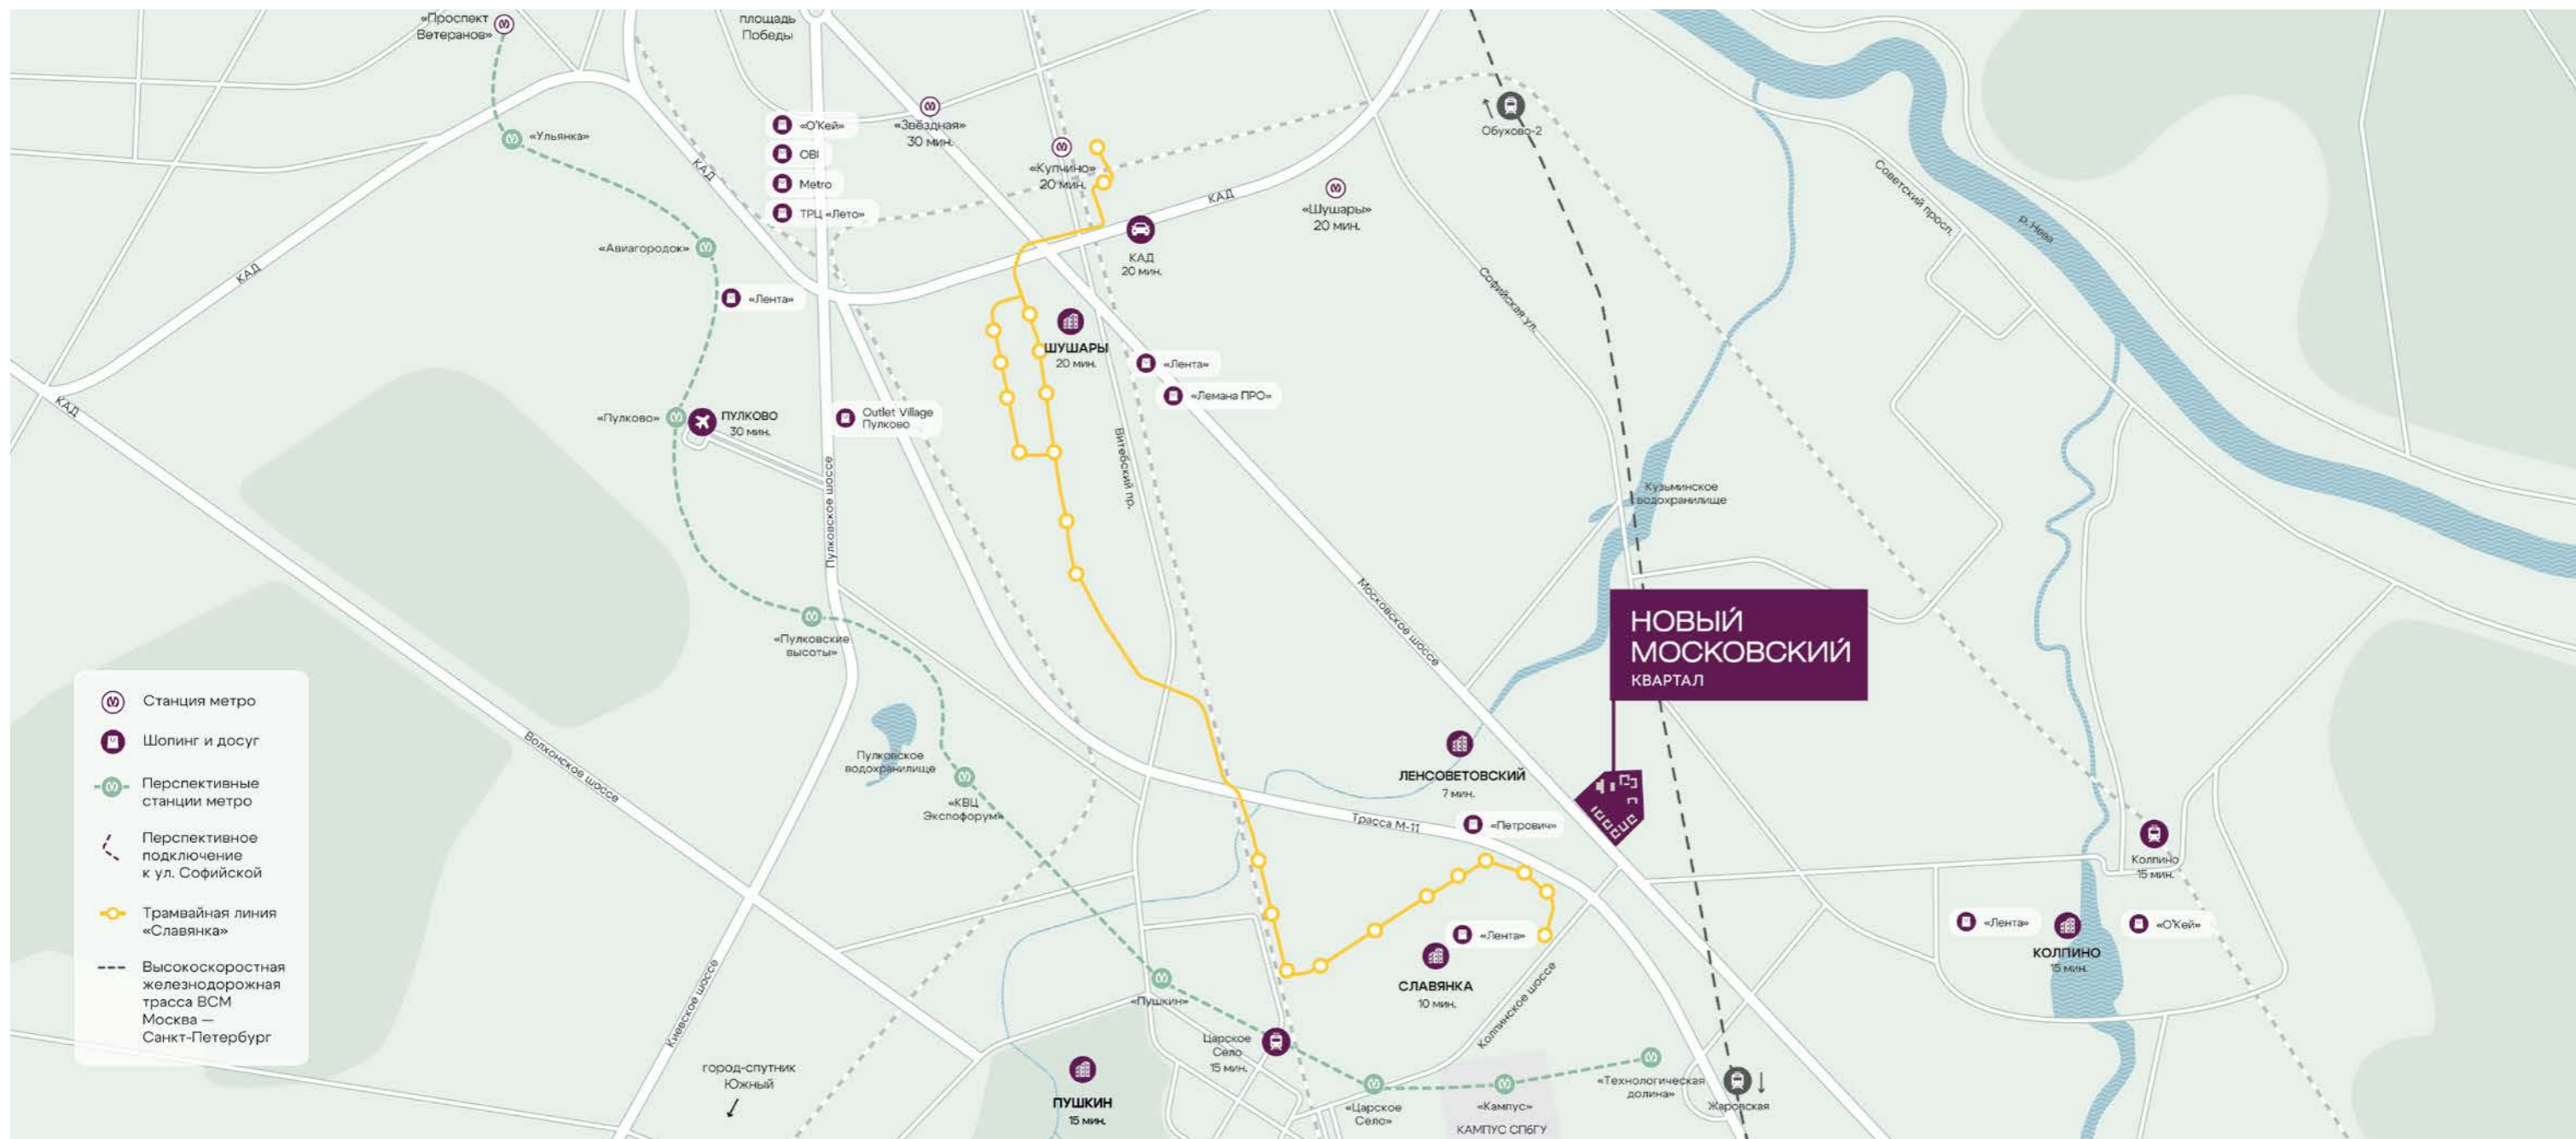 «Проспект
Ветеранов»
площадь
Победы
«Ульянка»
«О'Кей»
OBI
Metro
ТРЦ «Лето»
«Звёздная»
30 мин.
«Купчино»
20 мин.
КАД
КАД
20 мин.
КАД
КАД
КАД
«Шушары»
20 мин.
Обухово-2
Советский просп.
р. Нева
Софийская ул.
«Авиагородок»
«Лента»
ШУШАРЫ
20 мин.
«Лента»
«Лемана ПРО»
«Пулково»
ПУЛКОВО
30 мин.
Outlet Village
Пулково
Пулковское шоссе
Витебский пр.
Кузьминское
водохранилище
Московское шоссе
НОВЫЙ
МОСКОВСКИЙ
КВАРТАЛ
«Пулковские
высоты»
Пулковское
водохранилище
«КВЦ
Экспофорум»
Волхонское шоссе
ЛЕНСОВЕТОВСКИЙ
7 мин.
Трасса М-11
«Петрович»
Колпино
15 мин.
«Лента»
«О'Кей»
КОЛПИНО
15 мин.
«Лента»
СЛАВЯНКА
10 мин.
Колпинское шоссе
Киевское шоссе
«Пушкин»
Царское
Село
15 мин.
город-спутник
Южный
ПУШКИН
15 мин.
«Царское
Село»
«Кампус»
КАМПУС СПбГУ
«Технологическая
долина»
Жаровская
Станция метро
Шопинг и досуг
Перспективные
станции метро
Перспективное
подключение
к ул. Софийской
Трамвайная линия
«Славянка»
Высокоскоростная
железнодорожная
трасса ВСМ
Москва —
Санкт-Петербург